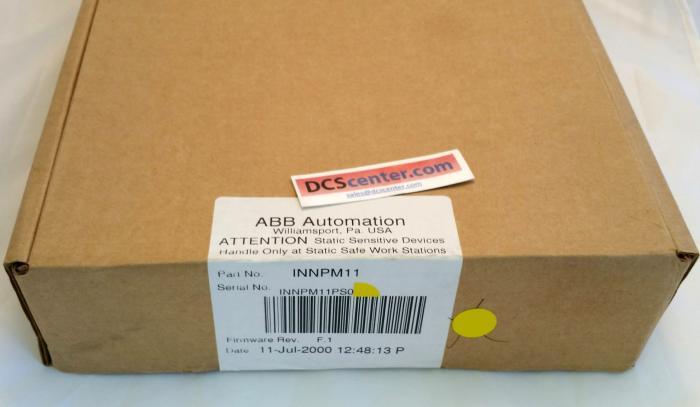 DCScenter.com
sales@dcscenter.com
ABB Automation
Williamsport, Pa. USA
ATTENTION Static Sensitive Devices
Handle Only at Static Safe Work Stations
Part No. INNPM11
Serial No. INNPM11PS0
Firmware Rev. F.1
Date 11-Jul-2000 12:48:13 P